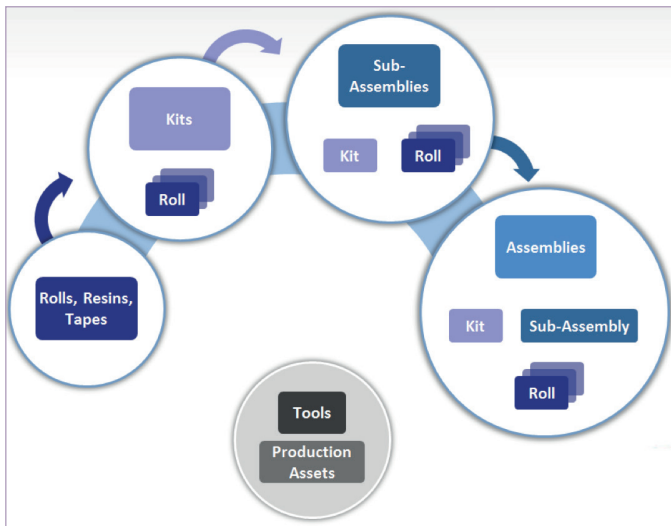 Rolls, Resins,
Tapes
Kits
Roll
Sub-
Assemblies
Kit
Roll
Assemblies
Kit
Sub-Assembly
Roll
Tools
Production
Assets